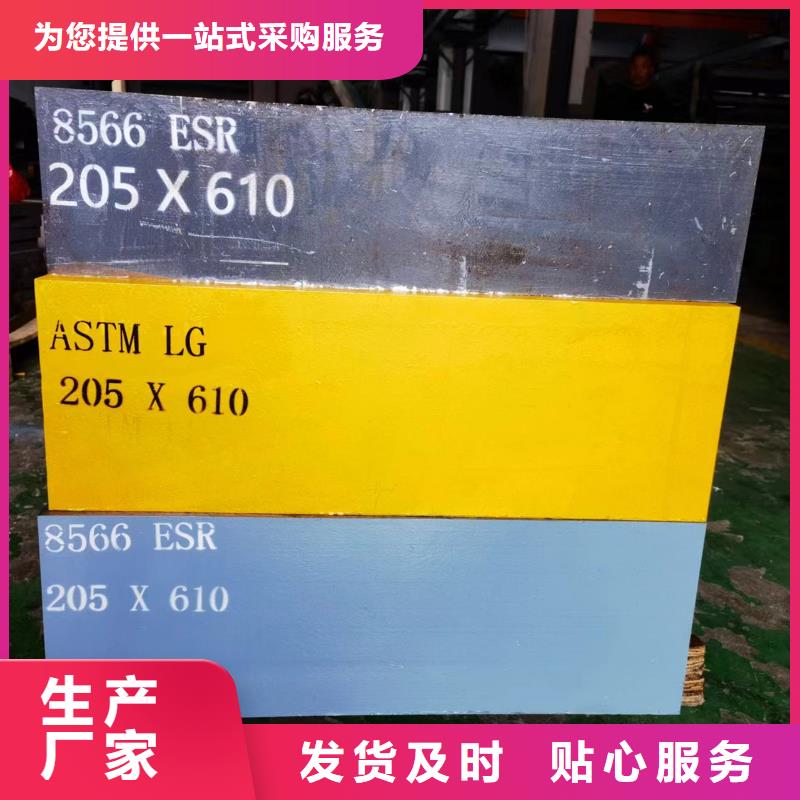 为您提供一站式采购服务
8566 ESR
205 X 610
ASTM LG
205 X 610
8566 ESR
205 X 610
生产
厂家
发货及时 贴心服务